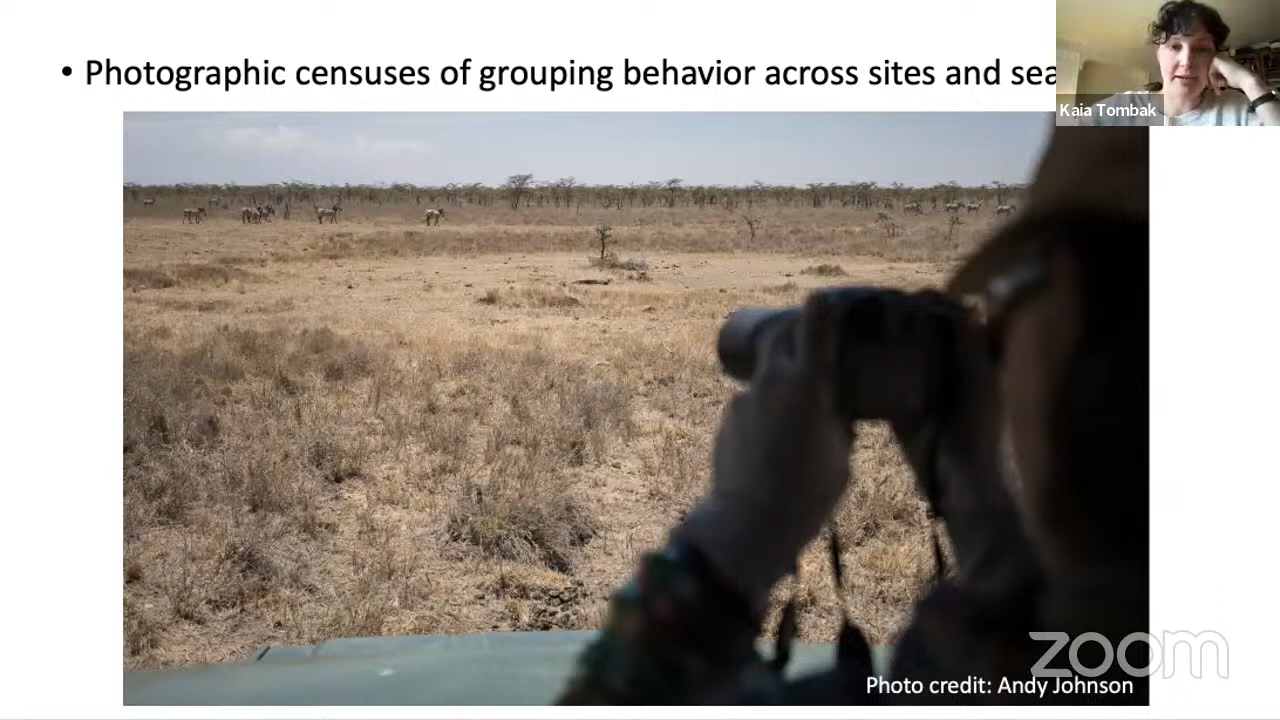 • Photographic censuses of grouping behavior across sites and sea
Kaia Tombak
zoom
Photo credit: Andy Johnson